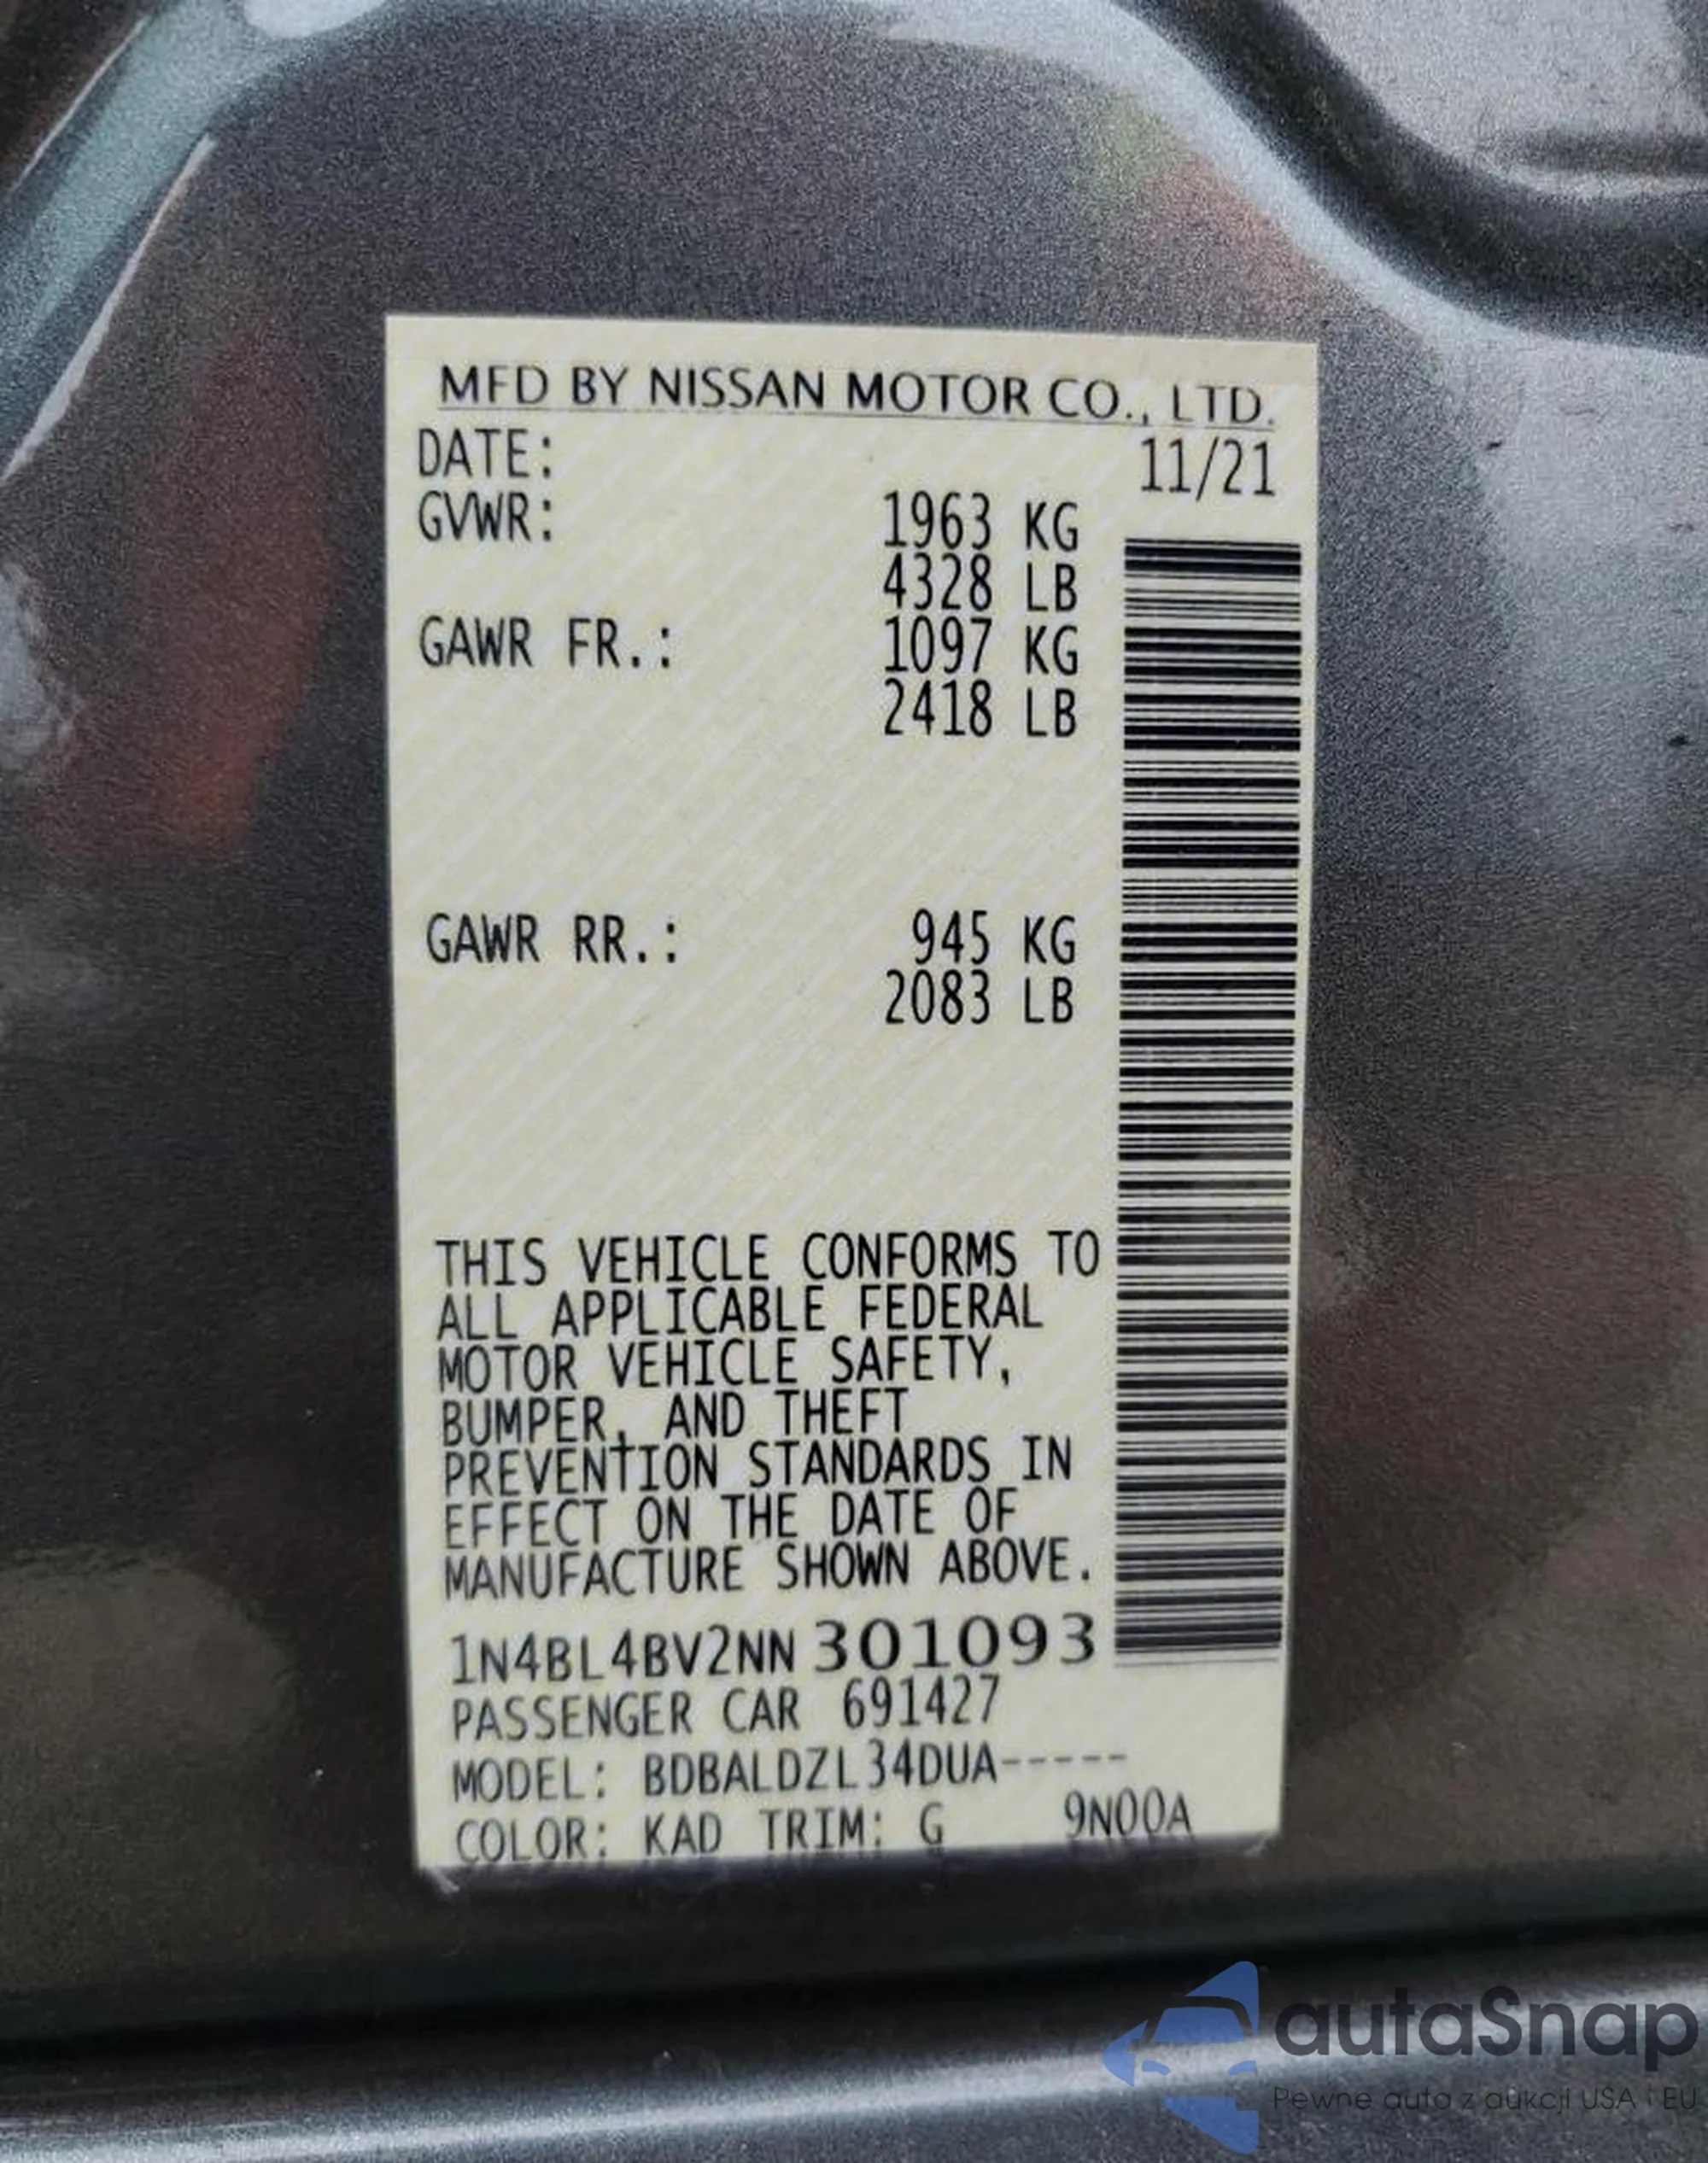 MFD BY NISSAN MOTOR CO., LTD.
DATE: 11/21
GVWR: 1963 KG
4328 LB
GAWR FR.: 1097 KG
2418 LB
GAWR RR.: 945 KG
2083 LB
THIS VEHICLE CONFORMS TO
ALL APPLICABLE FEDERAL
MOTOR VEHICLE SAFETY,
BUMPER, AND THEFT
PREVENTION STANDARDS IN
EFFECT ON THE DATE OF
MANUFACTURE SHOWN ABOVE.
1N4BL4BV2NN301093
PASSENGER CAR 691427
MODEL: BDBALDZL34DUA-----
COLOR: KAD TRIM: G 9N00A
autaSnap
Pewne auta z aukcji USA i EU